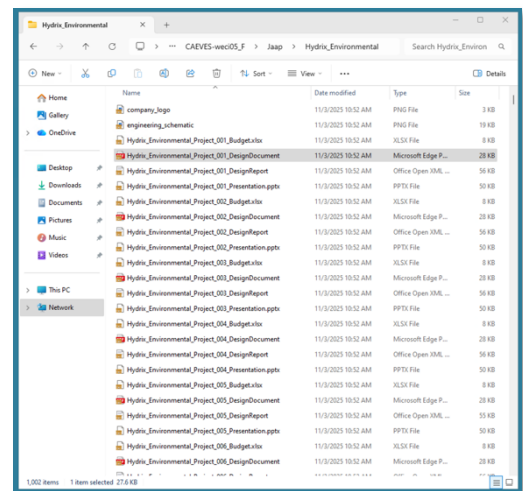 Hydrix_Environmental
CAEVES-weci05_F > Jaap > Hydrix_Environmental
Search Hydrix_Environ
New
Sort
View
Details
Home
Gallery
OneDrive
Desktop
Downloads
Documents
Pictures
Music
Videos
This PC
Network
Name Date modified Type Size
company_logo 11/3/2025 10:52 AM PNG File 3 KB
engineering_schematic 11/3/2025 10:52 AM PNG File 19 KB
Hydrix_Environmental_Project_001_Budget.xlsx 11/3/2025 10:52 AM XLSX File 8 KB
Hydrix_Environmental_Project_001_DesignDocument 11/3/2025 10:52 AM Microsoft Edge P... 28 KB
Hydrix_Environmental_Project_001_DesignReport 11/3/2025 10:52 AM Office Open XML ... 56 KB
Hydrix_Environmental_Project_001_Presentation.pptx 11/3/2025 10:52 AM PPTX File 50 KB
Hydrix_Environmental_Project_002_Budget.xlsx 11/3/2025 10:52 AM XLSX File 8 KB
Hydrix_Environmental_Project_002_DesignDocument 11/3/2025 10:52 AM Microsoft Edge P... 28 KB
Hydrix_Environmental_Project_002_DesignReport 11/3/2025 10:52 AM Office Open XML ... 56 KB
Hydrix_Environmental_Project_002_Presentation.pptx 11/3/2025 10:52 AM PPTX File 50 KB
Hydrix_Environmental_Project_003_Budget.xlsx 11/3/2025 10:52 AM XLSX File 8 KB
Hydrix_Environmental_Project_003_DesignDocument 11/3/2025 10:52 AM Microsoft Edge P... 28 KB
Hydrix_Environmental_Project_003_DesignReport 11/3/2025 10:52 AM Office Open XML ... 56 KB
Hydrix_Environmental_Project_003_Presentation.pptx 11/3/2025 10:52 AM PPTX File 50 KB
Hydrix_Environmental_Project_004_Budget.xlsx 11/3/2025 10:52 AM XLSX File 8 KB
Hydrix_Environmental_Project_004_DesignDocument 11/3/2025 10:52 AM Microsoft Edge P... 28 KB
Hydrix_Environmental_Project_004_DesignReport 11/3/2025 10:52 AM Office Open XML ... 56 KB
Hydrix_Environmental_Project_004_Presentation.pptx 11/3/2025 10:52 AM PPTX File 50 KB
Hydrix_Environmental_Project_005_Budget.xlsx 11/3/2025 10:52 AM XLSX File 8 KB
Hydrix_Environmental_Project_005_DesignDocument 11/3/2025 10:52 AM Microsoft Edge P... 28 KB
Hydrix_Environmental_Project_005_DesignReport 11/3/2025 10:52 AM Office Open XML ... 55 KB
Hydrix_Environmental_Project_005_Presentation.pptx 11/3/2025 10:52 AM PPTX File 50 KB
Hydrix_Environmental_Project_006_Budget.xlsx 11/3/2025 10:52 AM XLSX File 8 KB
Hydrix_Environmental_Project_006_DesignDocument 11/3/2025 10:52 AM Microsoft Edge P... 28 KB
1,002 items 1 item selected 27.6 KB